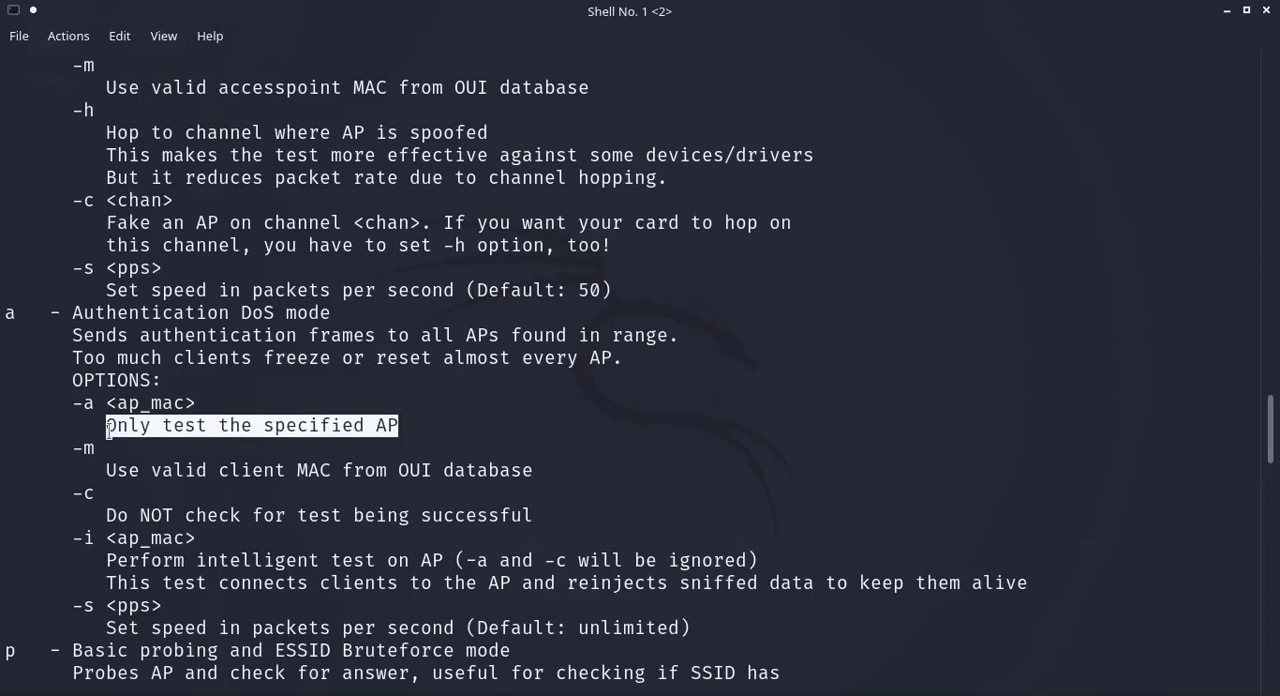 Shell No. 1 <2>
File Actions Edit View Help
-m
Use valid accesspoint MAC from OUI database
-h
Hop to channel where AP is spoofed
This makes the test more effective against some devices/drivers
But it reduces packet rate due to channel hopping.
-c <chan>
Fake an AP on channel <chan>. If you want your card to hop on
this channel, you have to set -h option, too!
-s <pps>
Set speed in packets per second (Default: 50)
a - Authentication DoS mode
Sends authentication frames to all APs found in range.
Too much clients freeze or reset almost every AP.
OPTIONS:
-a <ap_mac>
Only test the specified AP
-m
Use valid client MAC from OUI database
-c
Do NOT check for test being successful
-i <ap_mac>
Perform intelligent test on AP (-a and -c will be ignored)
This test connects clients to the AP and reinjects sniffed data to keep them alive
-s <pps>
Set speed in packets per second (Default: unlimited)
p - Basic probing and ESSID Bruteforce mode
Probes AP and check for answer, useful for checking if SSID has